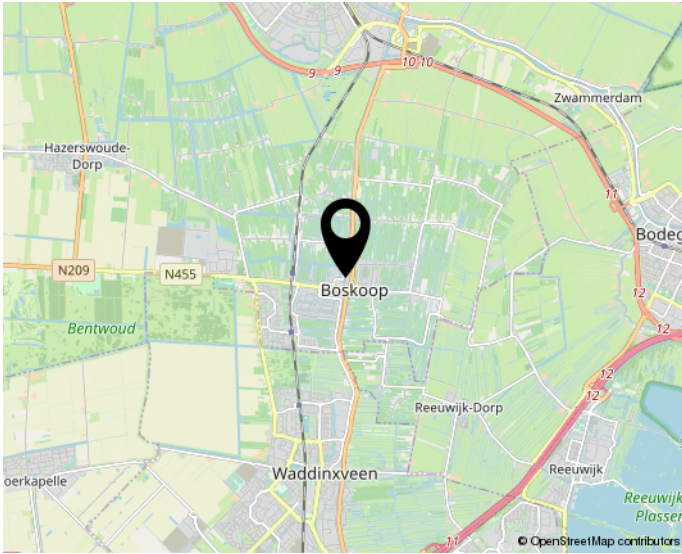 9
9
10
10
Zwammerdam
Hazerswoude-
Dorp
11
Bodeg
N209
N455
Boskoop
12
12
Bentwoud
12
12
Reeuwijk-Dorp
Waddinxveen
Reeuwijk
oerkapelle
Reeuwijk
Plassen
11
© OpenStreetMap contributors